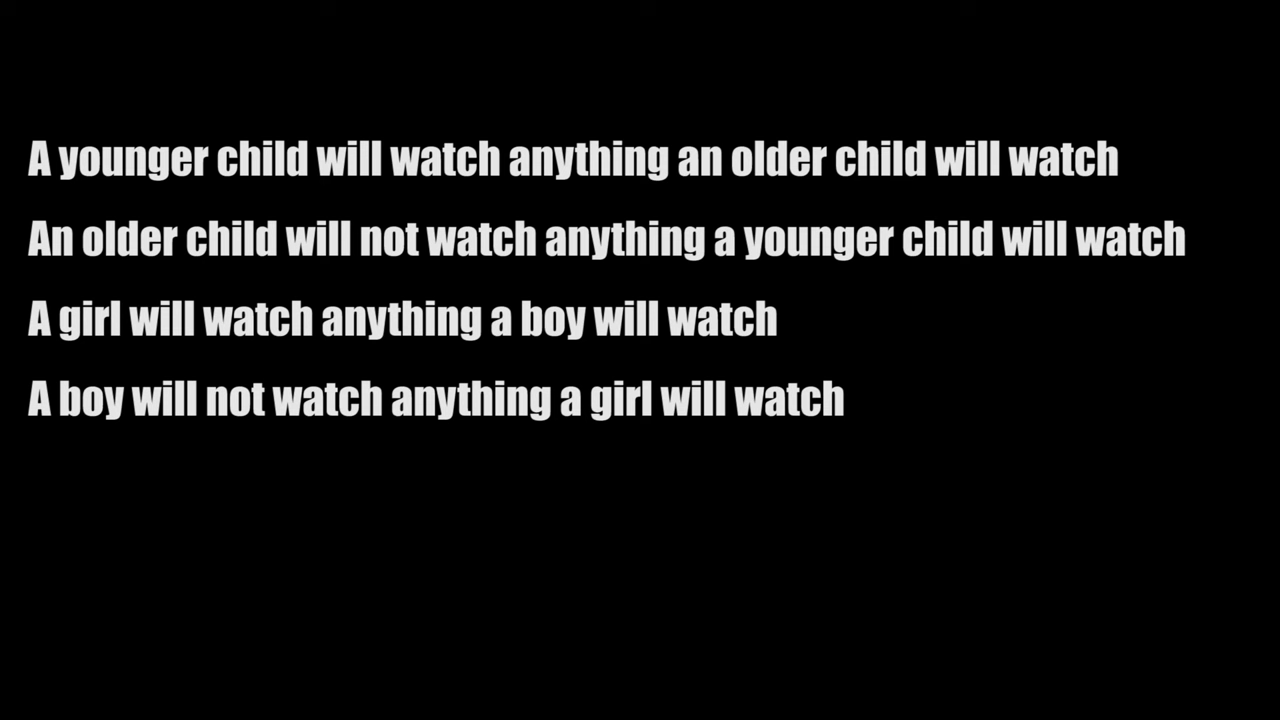 A younger child will watch anything an older child will watch
An older child will not watch anything a younger child will watch
A girl will watch anything a boy will watch
A boy will not watch anything a girl will watch